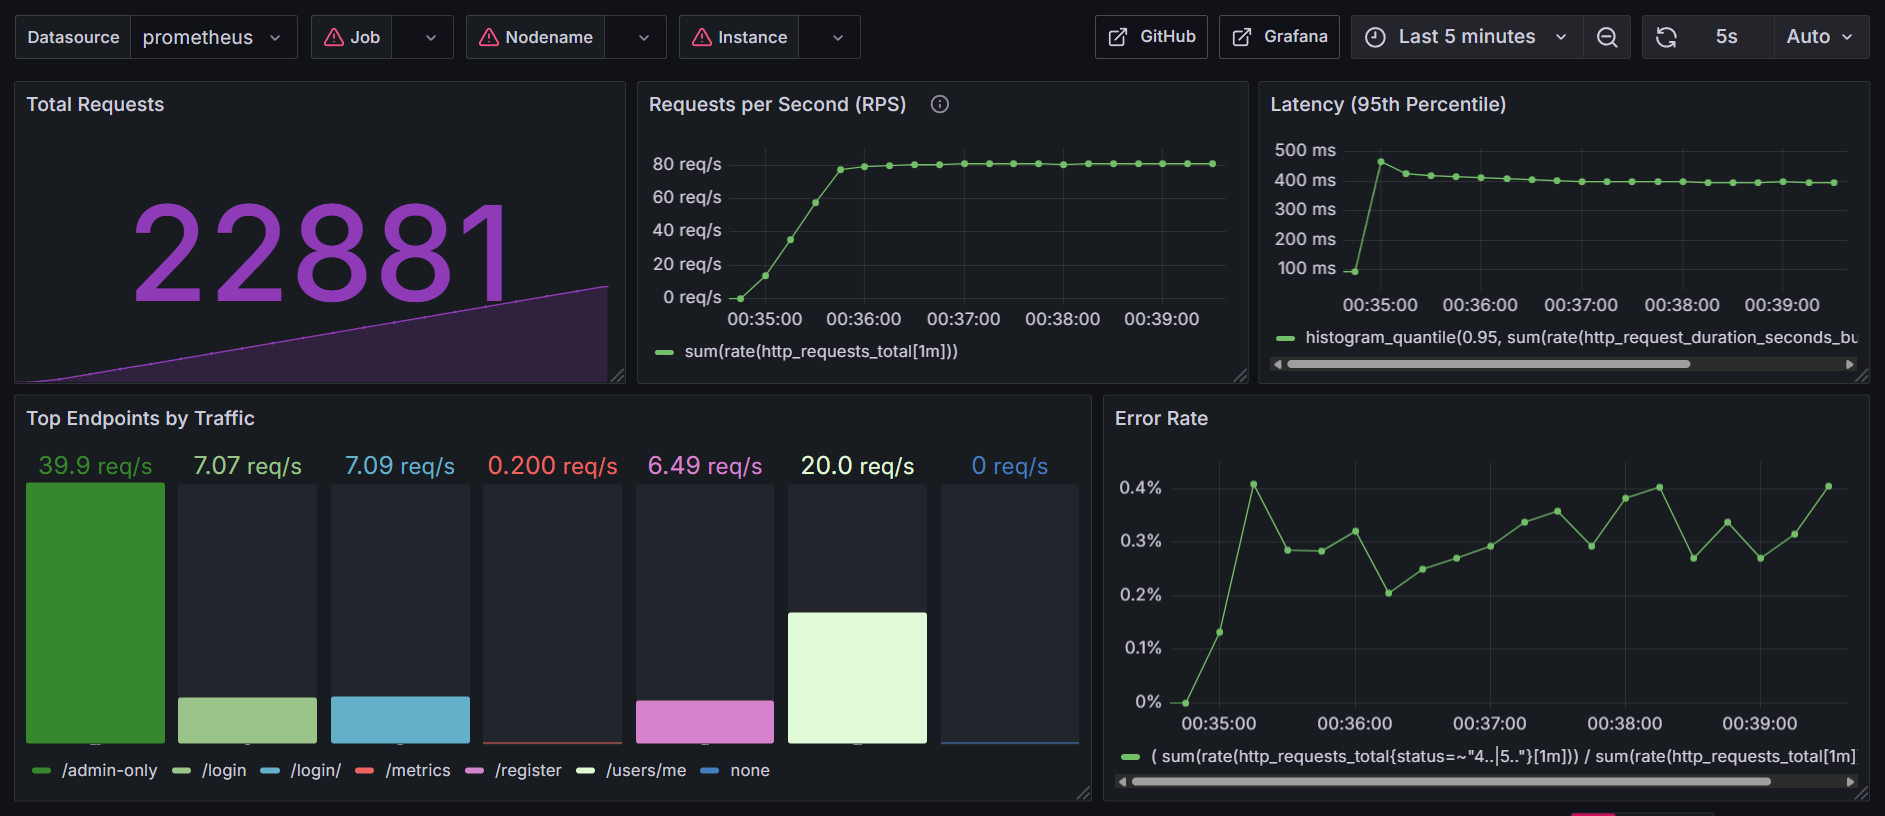 Datasource prometheus Job Nodename Instance GitHub Grafana Last 5 minutes 5s Auto
Total Requests
22881
Requests per Second (RPS)
80 req/s
60 req/s
40 req/s
20 req/s
0 req/s
00:35:00 00:36:00 00:37:00 00:38:00 00:39:00
sum(rate(http_requests_total[1m]))
Latency (95th Percentile)
500 ms
400 ms
300 ms
200 ms
100 ms
00:35:00 00:36:00 00:37:00 00:38:00 00:39:00
histogram_quantile(0.95, sum(rate(http_request_duration_seconds_bu
Top Endpoints by Traffic
39.9 req/s 7.07 req/s 7.09 req/s 0.200 req/s 6.49 req/s 20.0 req/s 0 req/s
/admin-only /login /login/ /metrics /register /users/me none
Error Rate
0.4%
0.3%
0.2%
0.1%
0%
00:35:00 00:36:00 00:37:00 00:38:00 00:39:00
( sum(rate(http_requests_total{status=~"4..|5.."}[1m])) / sum(rate(http_requests_total[1m]